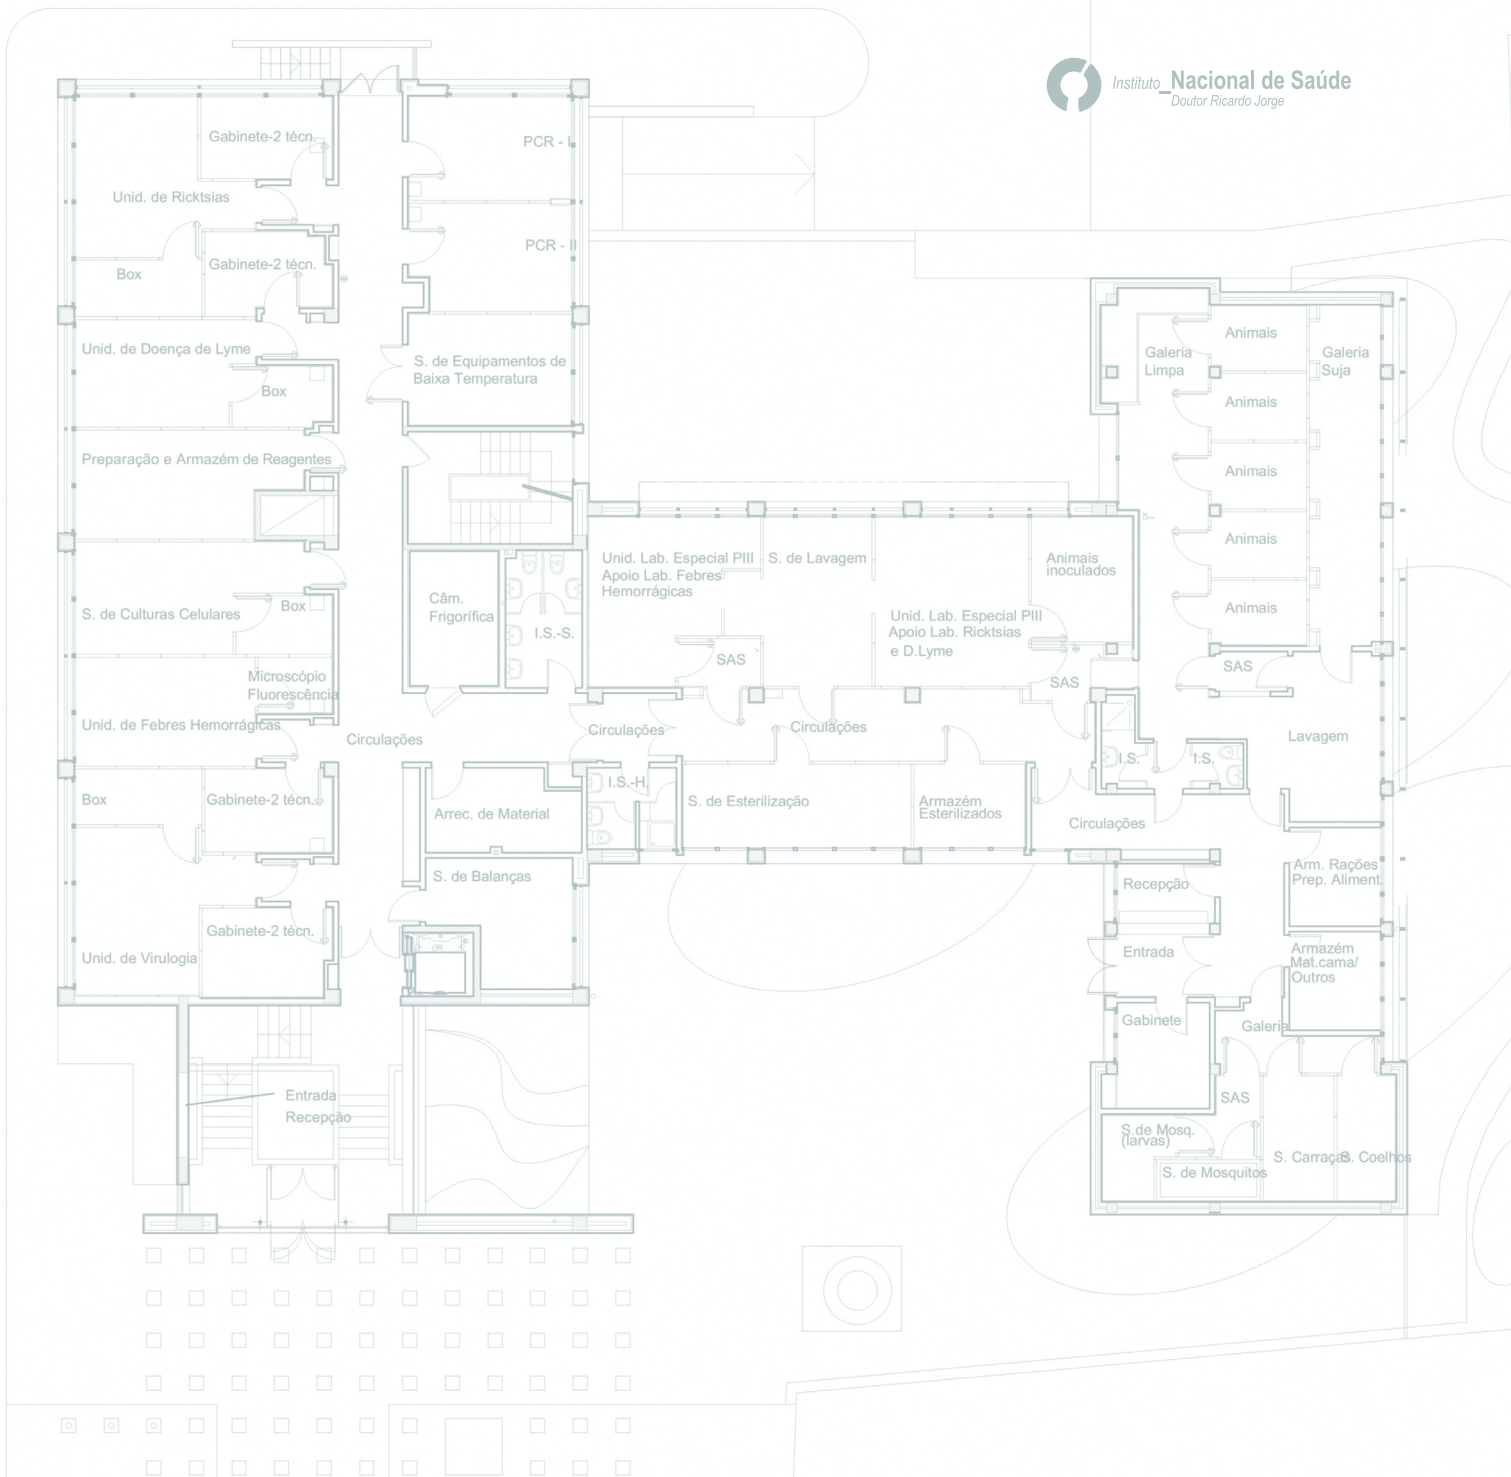 Instituto_Nacional de Saúde
Doutor Ricardo Jorge
Gabinete-2 técn.
Unid. de Ricktsias
Gabinete-2 técn.
Box
Unid. de Doença de Lyme
Box
Preparação e Armazém de Reagentes
S. de Culturas Celulares
Box
Microscópio
Fluorescência
Unid. de Febres Hemorrágicas
Box
Gabinete-2 técn.
Gabinete-2 técn.
Unid. de Virulogia
Entrada
Recepção
PCR - I
PCR - II
S. de Equipamentos de
Baixa Temperatura
Câm.
Frigorífica
I.S.-S.
Circulações
Arrec. de Material
S. de Balanças
Circulações
I.S.-H.
Unid. Lab. Especial PIII
Apoio Lab. Febres
Hemorrágicas
S. de Lavagem
SAS
Unid. Lab. Especial PIII
Apoio Lab. Ricktsias
e D.Lyme
Animais
inoculados
SAS
Circulações
S. de Esterilização
Armazém
Esterilizados
Galeria
Limpa
Animais
Animais
Animais
Animais
Animais
Galeria
Suja
SAS
Lavagem
I.S.
I.S.
Circulações
Recepção
Entrada
Gabinete
Arm. Rações
Prep. Aliment.
Armazém
Mat.cama/
Outros
Galeria
SAS
S.de Mosq.
(larvas)
S. de Mosquitos
S. Carraças
S. Coelhos